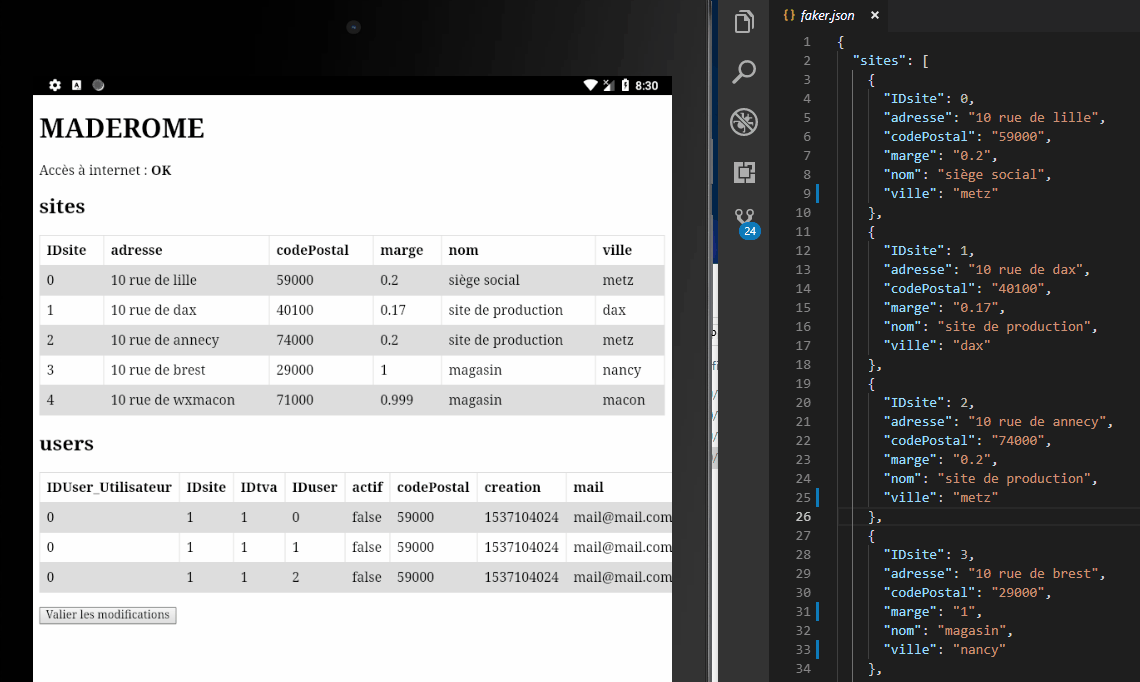 8:30
MADEROME
Accès à internet : OK
sites
IDsite adresse codePostal marge nom ville
0 10 rue de lille 59000 0.2 siège social metz
1 10 rue de dax 40100 0.17 site de production dax
2 10 rue de annecy 74000 0.2 site de production metz
3 10 rue de brest 29000 1 magasin nancy
4 10 rue de wxmacon 71000 0.999 magasin macon
users
IDUser_Utilisateur IDsite IDtva IDuser actif codePostal creation mail
0 1 1 0 false 59000 1537104024 mail@mail.com
0 1 1 1 false 59000 1537104024 mail@mail.com
0 1 1 2 false 59000 1537104024 mail@mail.com
Valier les modifications
24
{} faker.json ×
1 {
2 "sites": [
3 {
4 "IDsite": 0,
5 "adresse": "10 rue de lille",
6 "codePostal": "59000",
7 "marge": "0.2",
8 "nom": "siège social",
9 "ville": "metz"
10 },
11 {
12 "IDsite": 1,
13 "adresse": "10 rue de dax",
14 "codePostal": "40100",
15 "marge": "0.17",
16 "nom": "site de production",
17 "ville": "dax"
18 },
19 {
20 "IDsite": 2,
21 "adresse": "10 rue de annecy",
22 "codePostal": "74000",
23 "marge": "0.2",
24 "nom": "site de production",
25 "ville": "metz"
26 },
27 {
28 "IDsite": 3,
29 "adresse": "10 rue de brest",
30 "codePostal": "29000",
31 "marge": "1",
32 "nom": "magasin",
33 "ville": "nancy"
34 },